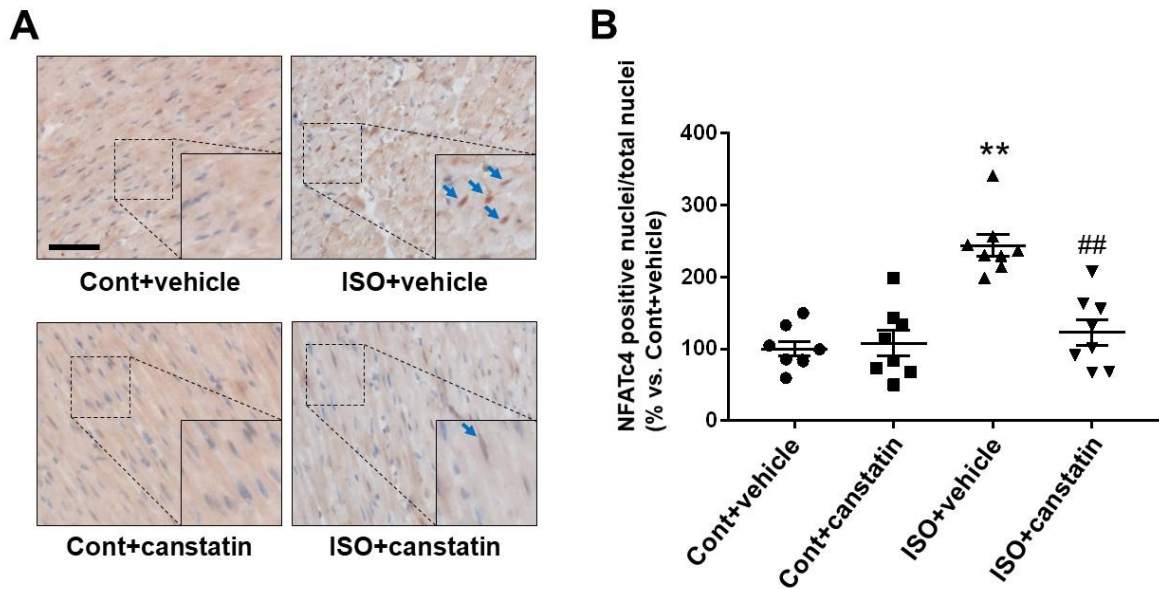 A
Cont+vehicle
ISO+vehicle
Cont+canstatin
ISO+canstatin
B
NFATc4 positive nuclei/total nuclei
(% vs. Cont+vehicle)
400
300
200
100
0
**
##
Cont+vehicle
Cont+canstatin
ISO+vehicle
ISO+canstatin